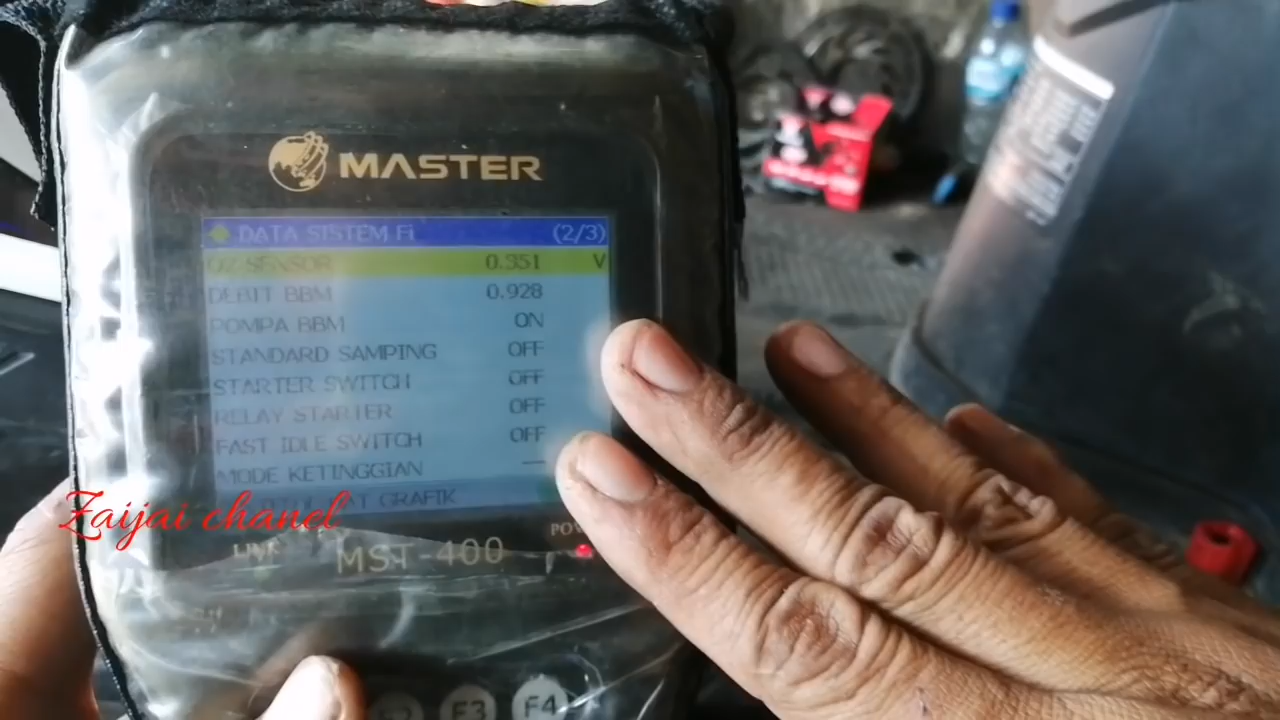 MASTER
DATA SISTEM Fi (2/3)
O2 SENSOR 0.351 V
DEBIT BBM 0.928
POMPA BBM ON
STANDARD SAMPING OFF
STARTER SWITCH OFF
RELAY STARTER OFF
FAST IDLE SWITCH OFF
MODE KETINGGIAN ---
GRAFIK
Zaijai chanel
LINK
MST-400
F2 F3 F4